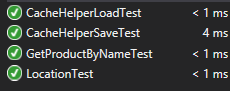 CacheHelperLoadTest < 1 ms
CacheHelperSaveTest 4 ms
GetProductByNameTest < 1 ms
LocationTest < 1 ms